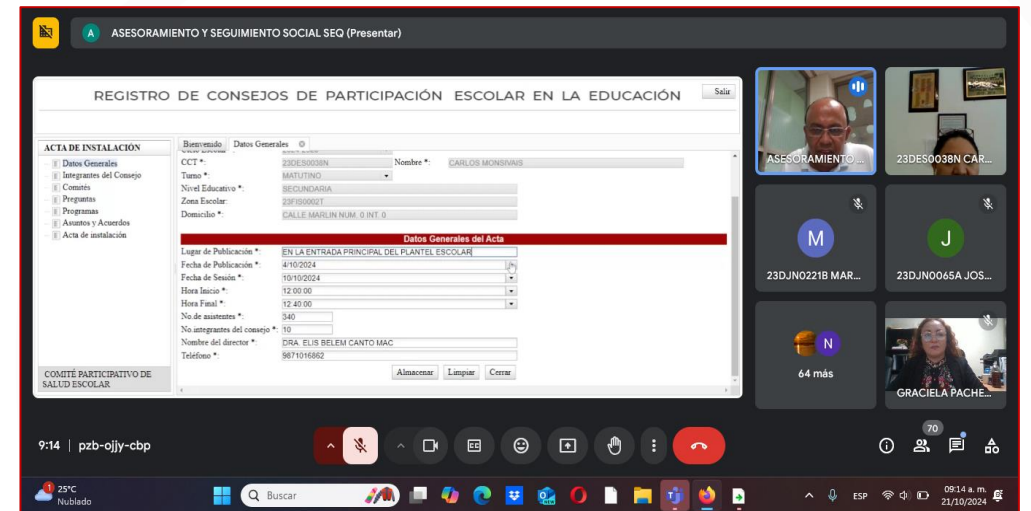 A ASESORAMIENTO Y SEGUIMIENTO SOCIAL SEQ (Presentar)
REGISTRO DE CONSEJOS DE PARTICIPACIÓN ESCOLAR EN LA EDUCACIÓN
Salir
ACTA DE INSTALACIÓN
Datos Generales
Integrantes del Consejo
Comités
Preguntas
Programas
Asuntos y Acuerdos
Acta de instalación
COMITÉ PARTICIPATIVO DE
SALUD ESCOLAR
Bienvenido Datos Generales
CCT *: 23DES0038N Nombre *: CARLOS MONSIVAIS
Turno *: MATUTINO
Nivel Educativo *: SECUNDARIA
Zona Escolar: 23FIS0002T
Domicilio *: CALLE MARLIN NUM. 0 INT. 0
Datos Generales del Acta
Lugar de Publicación *: EN LA ENTRADA PRINCIPAL DEL PLANTEL ESCOLAR
Fecha de Publicación *: 4/10/2024
Fecha de Sesión *: 10/10/2024
Hora Inicio *: 12:00:00
Hora Final *: 12:40:00
No.de asistentes *: 340
No.integrantes del consejo *: 10
Nombre del director *: DRA. ELIS BELEM CANTO MAC
Teléfono *: 9871016862
Almacenar Limpiar Cerrar
ASESORAMIENTO ...
23DES0038N CAR...
M
23DJN0221B MAR...
J
23DJN0065A JOS...
N
64 más
GRACIELA PACHE...
9:14 | pzb-ojjy-cbp
CC
70
1
25°C
Nublado
Buscar
ESP
09:14 a. m.
21/10/2024